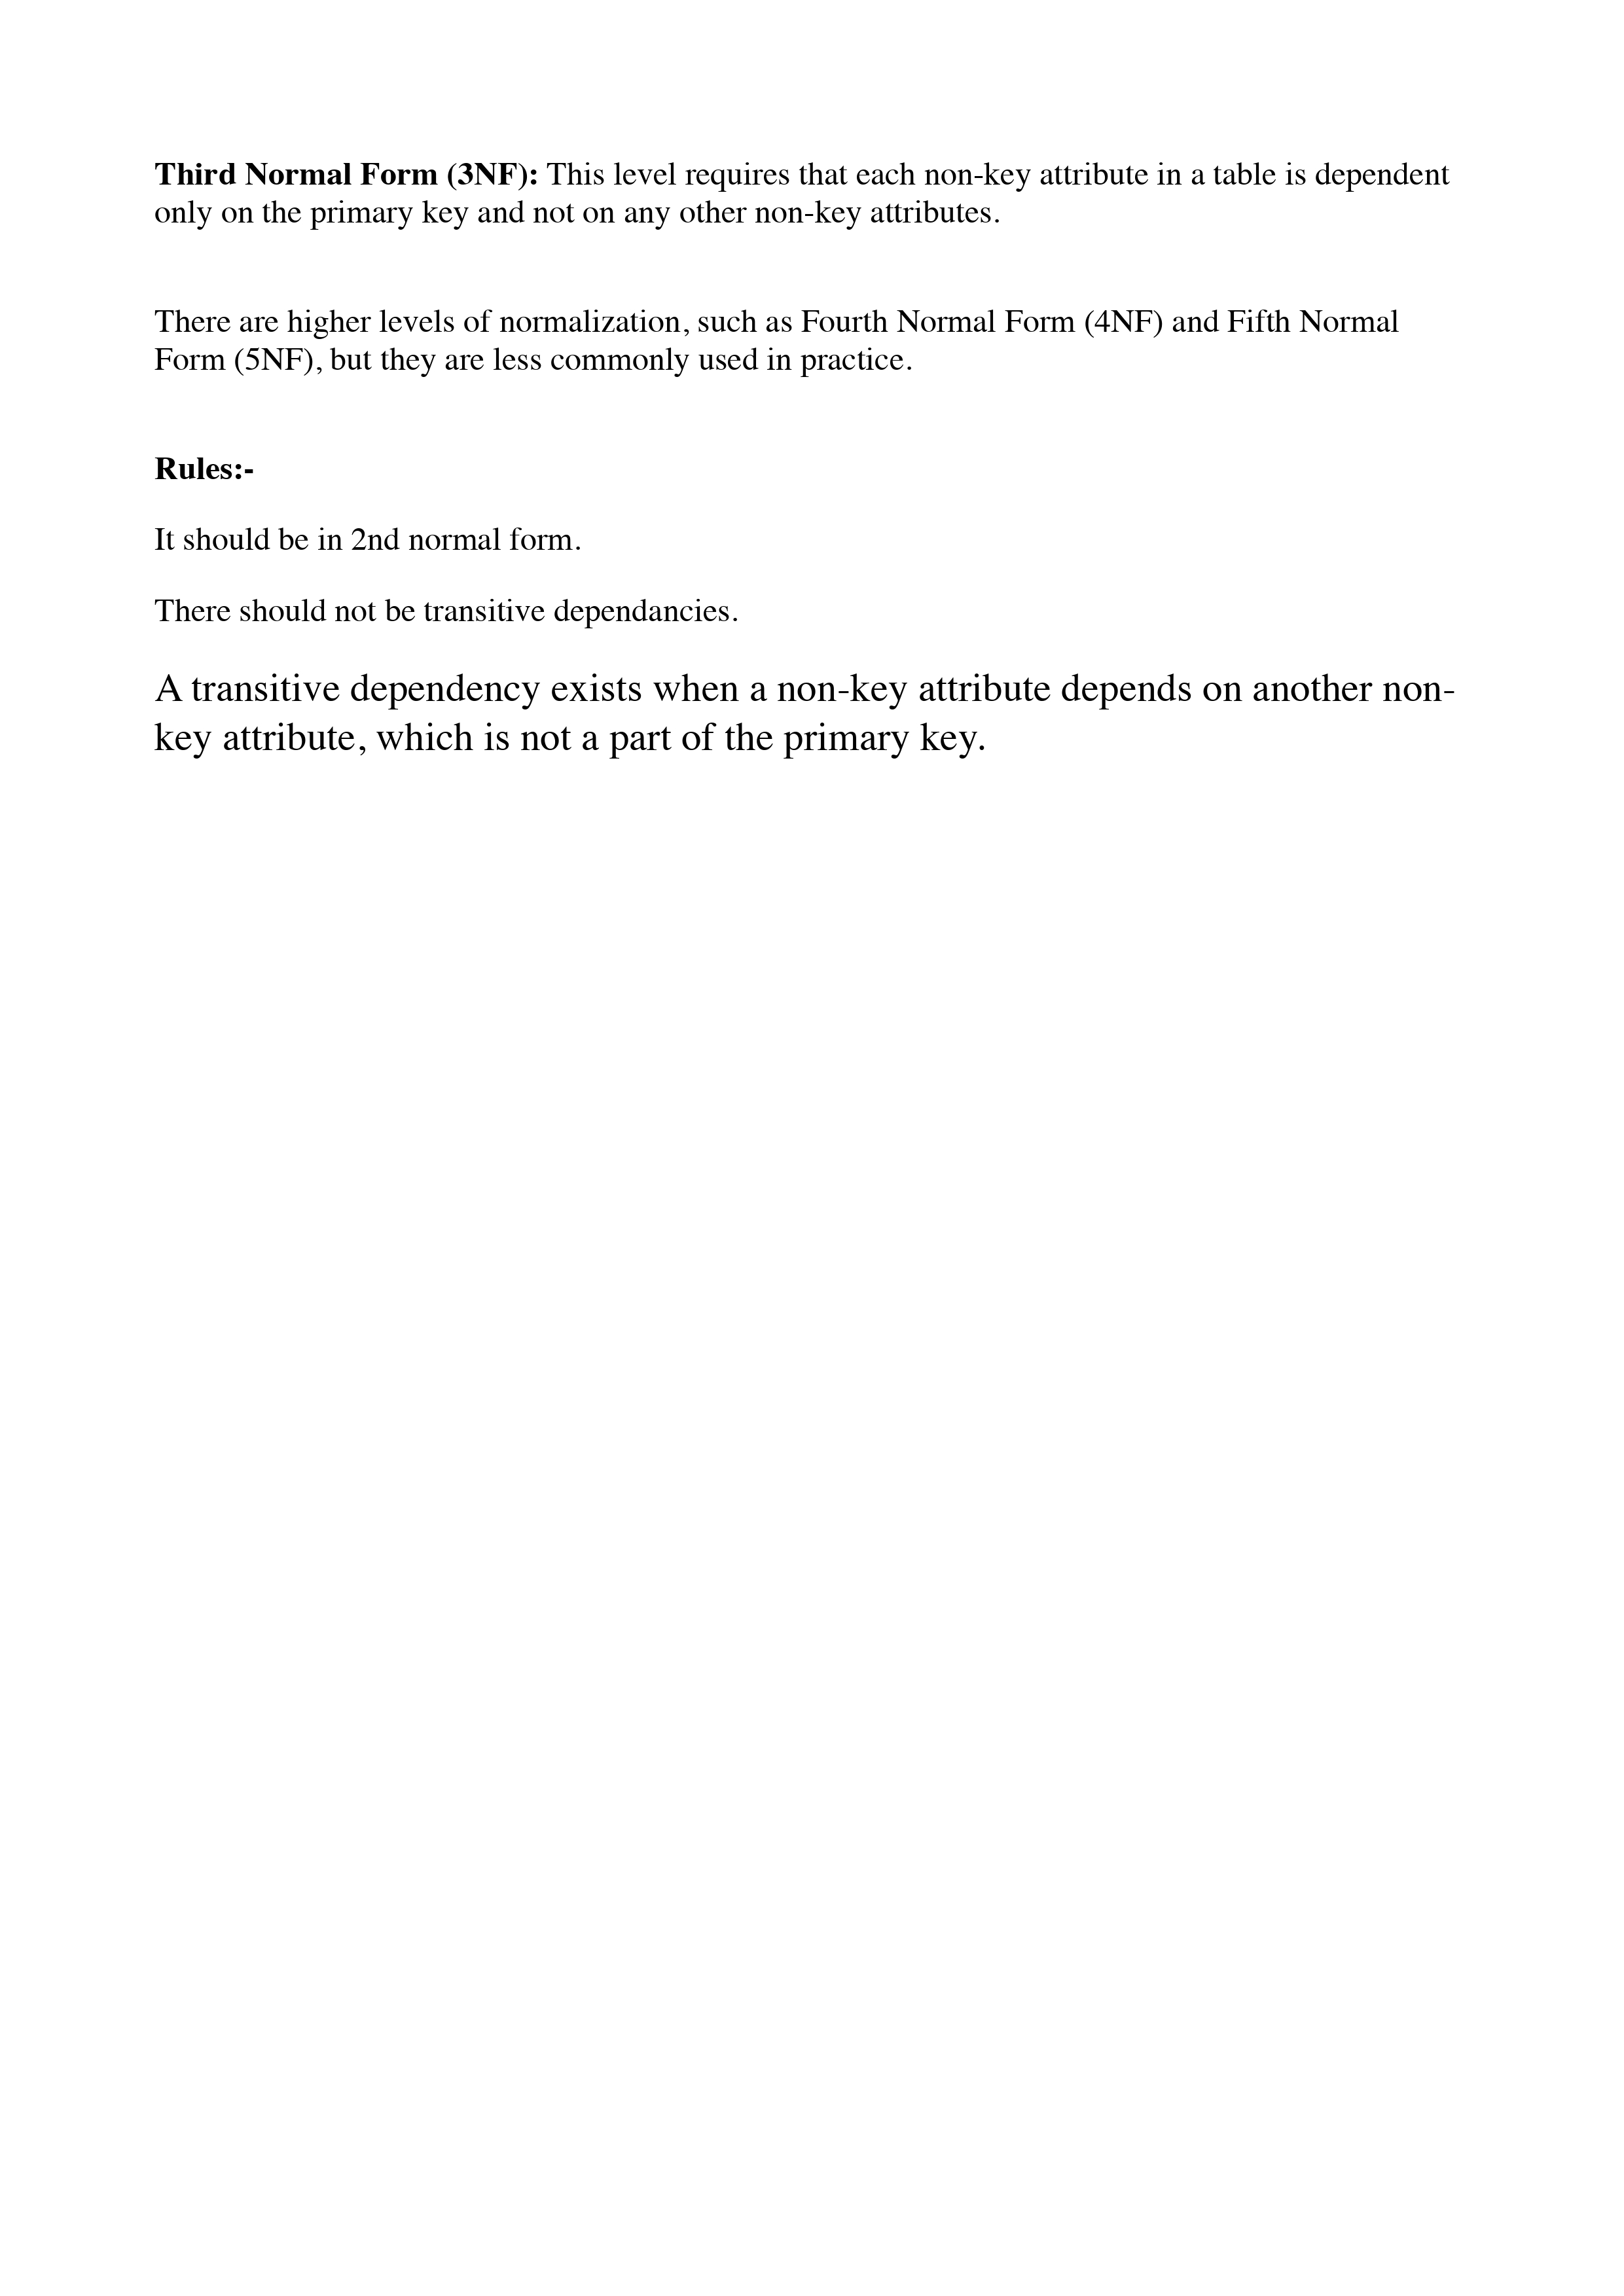 Third Normal Form (3NF): This level requires that each non-key attribute in a table is dependent
only on the primary key and not on any other non-key attributes.
There are higher levels of normalization, such as Fourth Normal Form (4NF) and Fifth Normal
Form (5NF), but they are less commonly used in practice.
Rules:-
It should be in 2nd normal form.
There should not be transitive dependancies.
A transitive dependency exists when a non-key attribute depends on another non-
key attribute, which is not a part of the primary key.